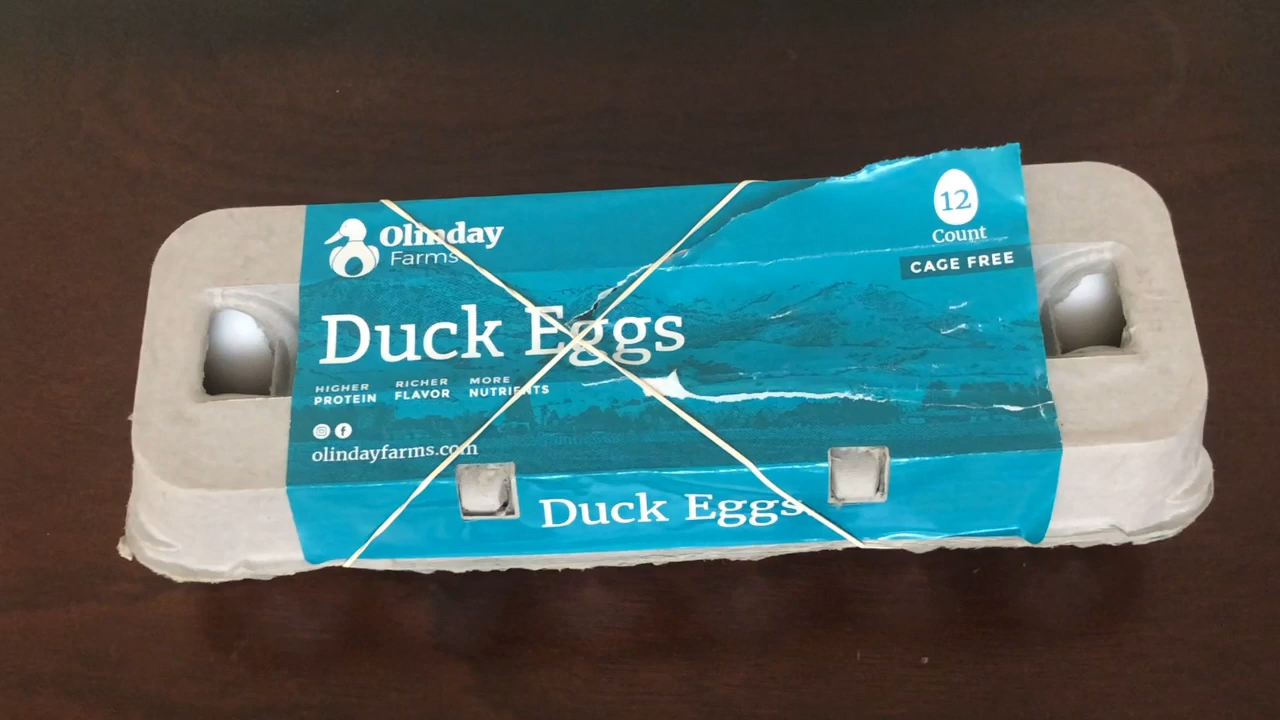 Olinday
Farms
12
Count
CAGE FREE
Duck Eggs
HIGHER PROTEIN
RICHER FLAVOR
MORE NUTRIENTS
olindayfarms.com
Duck Eggs